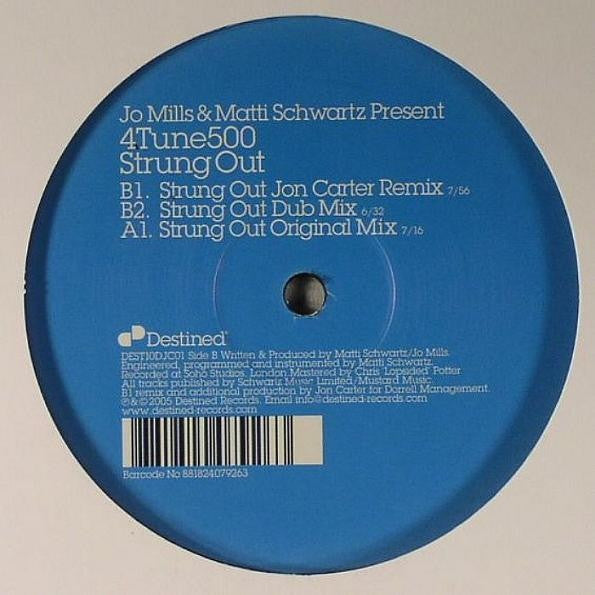 Jo Mills & Matti Schwartz Present
4Tune500
Strung Out
B1. Strung Out Jon Carter Remix 7/56
B2. Strung Out Dub Mix 6/32
A1. Strung Out Original Mix 7/16
Destined®
DEST10DJC01 Side B Written & Produced by Matti Schwartz/Jo Mills.
Engineered, programmed and instrumented by Matti Schwartz.
Recorded at Soho Studios. London Mastered by Chris 'Lopsided' Potter
All tracks published by Schwartz Music Limited/Mustard Music.
B1 remix and additional production by Jon Carter for Darrell Management.
℗&© 2005 Destined Records. Email info@destined-records.com
www.destined-records.com
Barcode No 881824079263